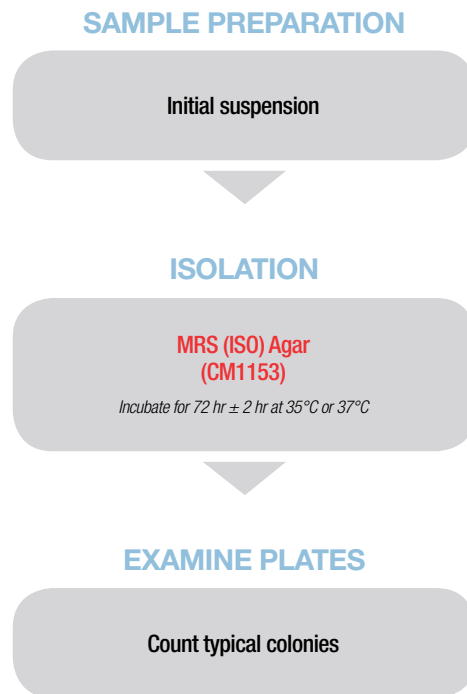 SAMPLE PREPARATION
Initial suspension
ISOLATION
MRS (ISO) Agar
(CM1153)
Incubate for 72 hr ± 2 hr at 35°C or 37°C
EXAMINE PLATES
Count typical colonies